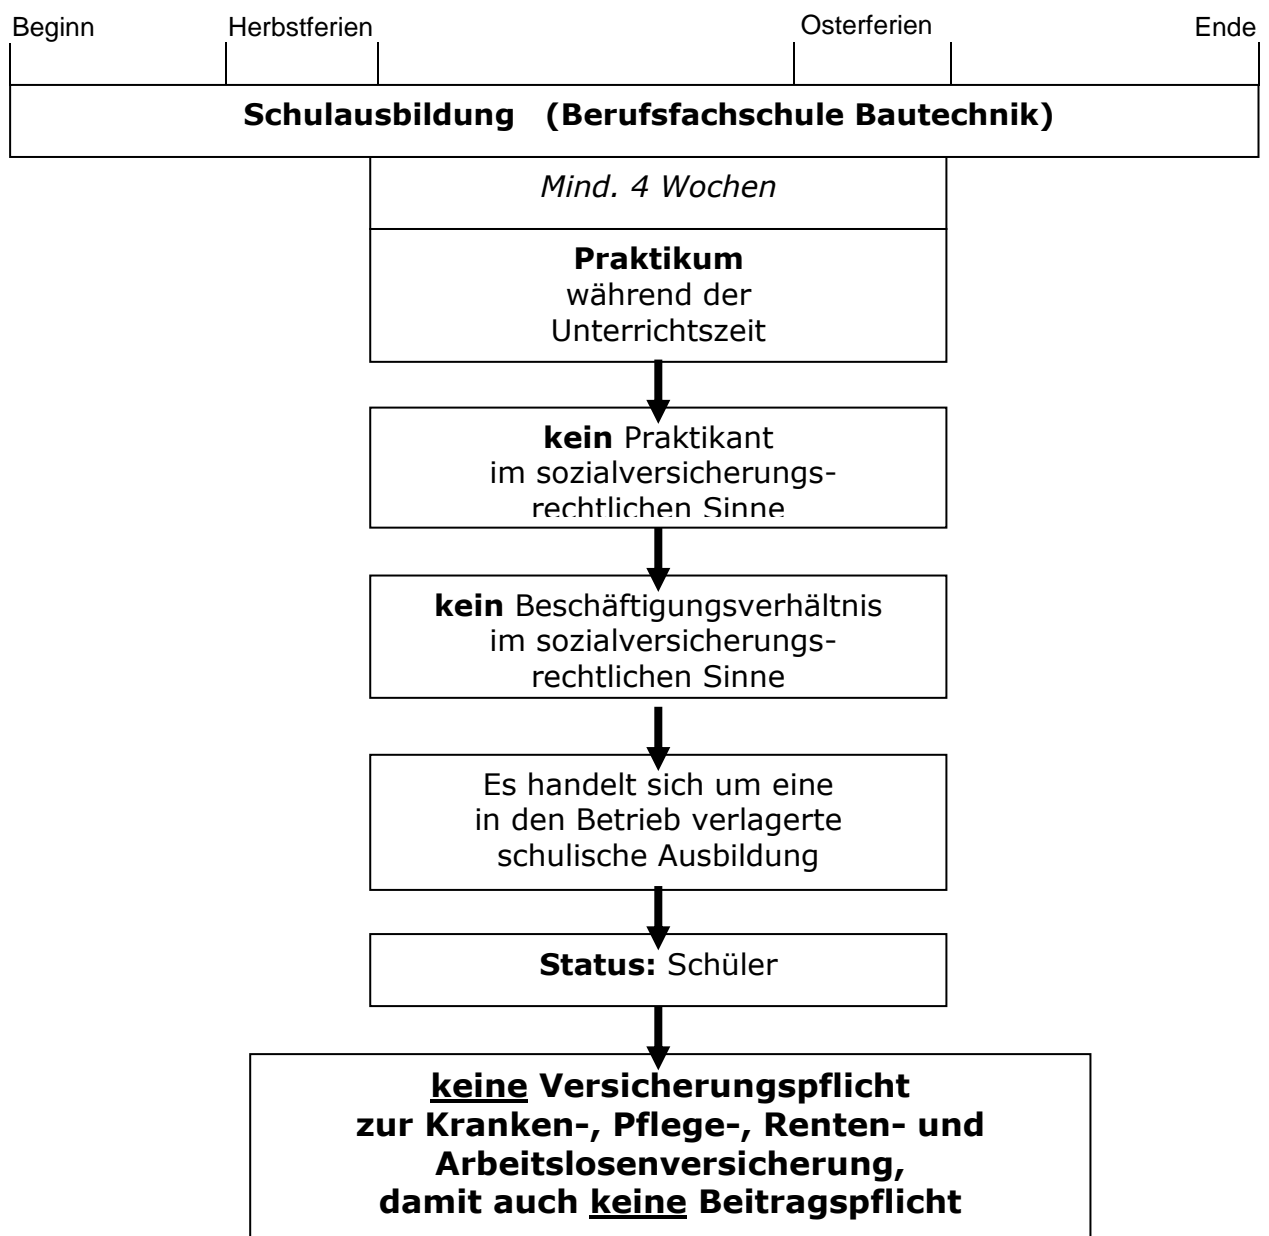 Beginn Herbstferien Osterferien Ende
Schulausbildung (Berufsfachschule Bautechnik)
Mind. 4 Wochen
Praktikum
während der
Unterrichtszeit
kein Praktikant
im sozialversicherungs-
rechtlichen Sinne
kein Beschäftigungsverhältnis
im sozialversicherungs-
rechtlichen Sinne
Es handelt sich um eine
in den Betrieb verlagerte
schulische Ausbildung
Status: Schüler
keine Versicherungspflicht
zur Kranken-, Pflege-, Renten- und
Arbeitslosenversicherung,
damit auch keine Beitragspflicht